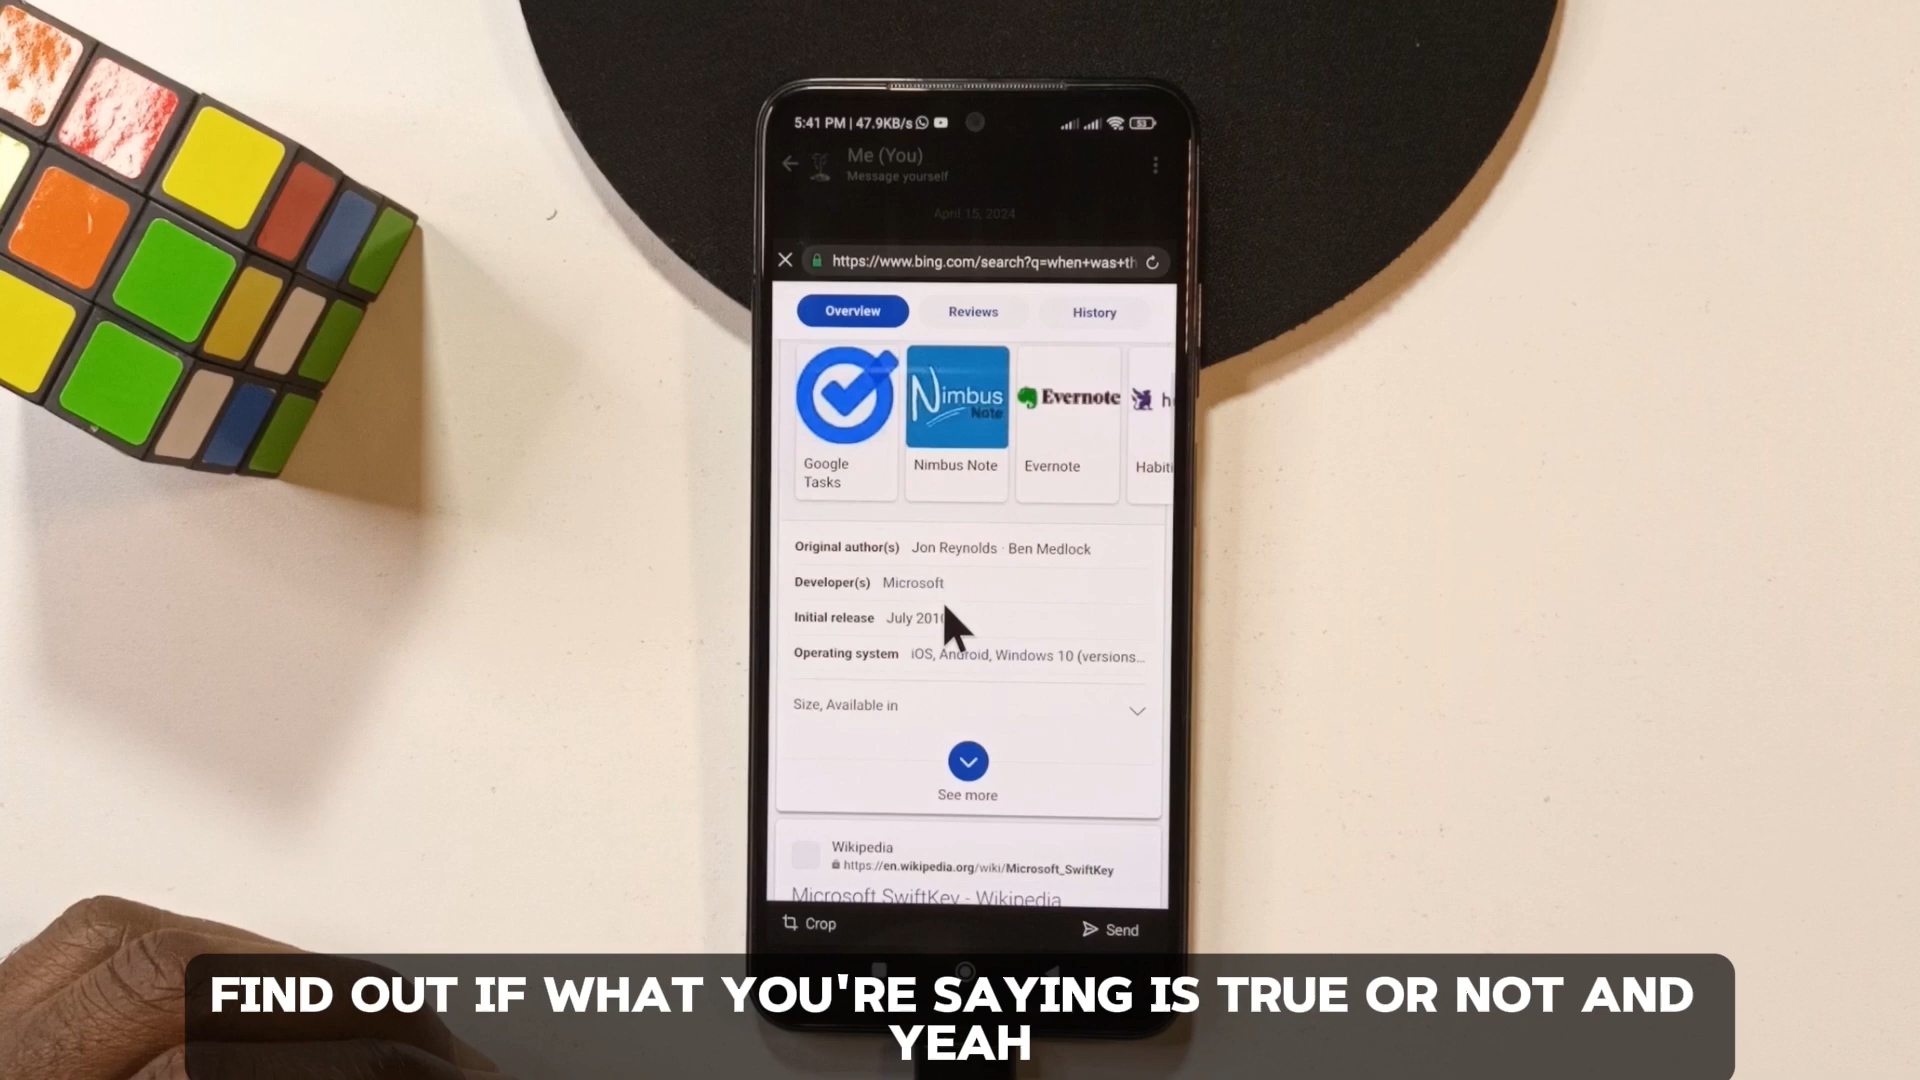 5:41 PM | 47.9KB/s
53
Me (You)
Message yourself
April 15, 2024
https://www.bing.com/search?q=when+was+th
Overview Reviews History
Nimbus Note
Evernote
h
Google Tasks
Nimbus Note
Evernote
Habiti
Original author(s) Jon Reynolds · Ben Medlock
Developer(s) Microsoft
Initial release July
Operating system iOS, Android, Windows 10 (versions...
Size, Available in
See more
Wikipedia
https://en.wikipedia.org/wiki/Microsoft_SwiftKey
Microsoft SwiftKey - Wikipedia
Crop Send
FIND OUT IF WHAT YOU'RE SAYING IS TRUE OR NOT AND
YEAH